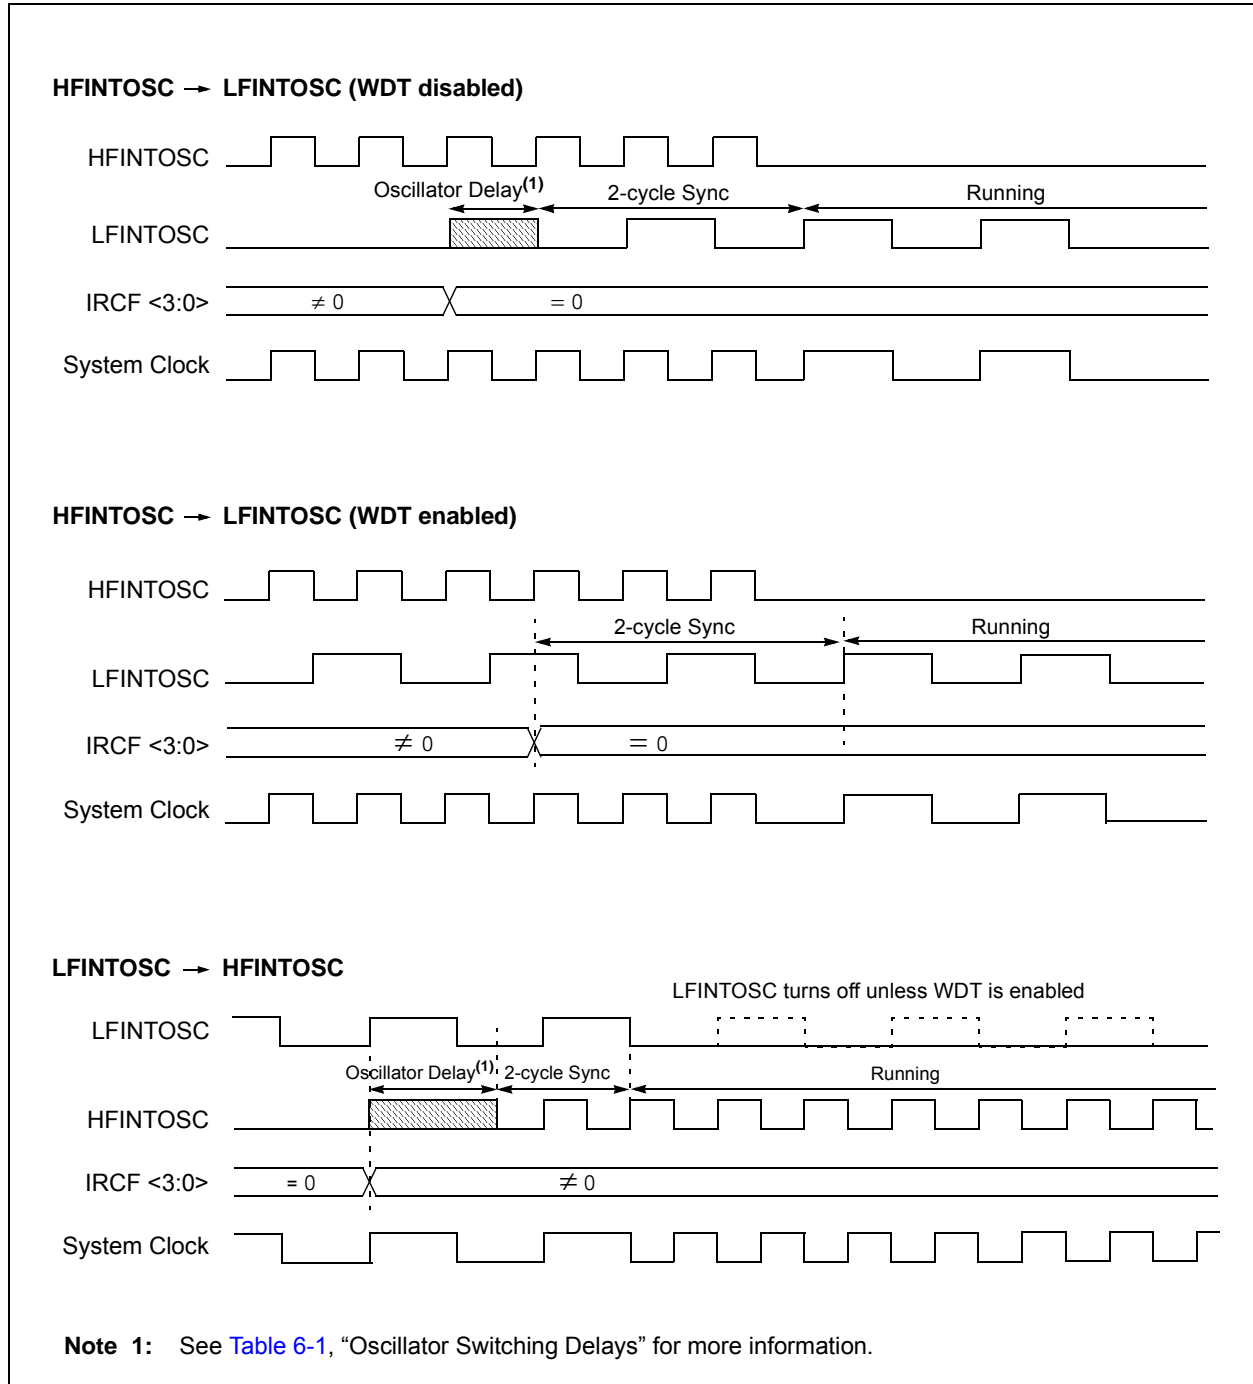 HFINTOSC → LFINTOSC (WDT disabled)
HFINTOSC
Oscillator Delay(1) 2-cycle Sync Running
LFINTOSC
IRCF <3:0> ≠ 0 = 0
System Clock
HFINTOSC → LFINTOSC (WDT enabled)
HFINTOSC
2-cycle Sync Running
LFINTOSC
IRCF <3:0> ≠ 0 = 0
System Clock
LFINTOSC → HFINTOSC
LFINTOSC turns off unless WDT is enabled
LFINTOSC
Oscillator Delay(1) 2-cycle Sync Running
HFINTOSC
IRCF <3:0> = 0 ≠ 0
System Clock
Note 1: See Table 6-1, “Oscillator Switching Delays” for more information.